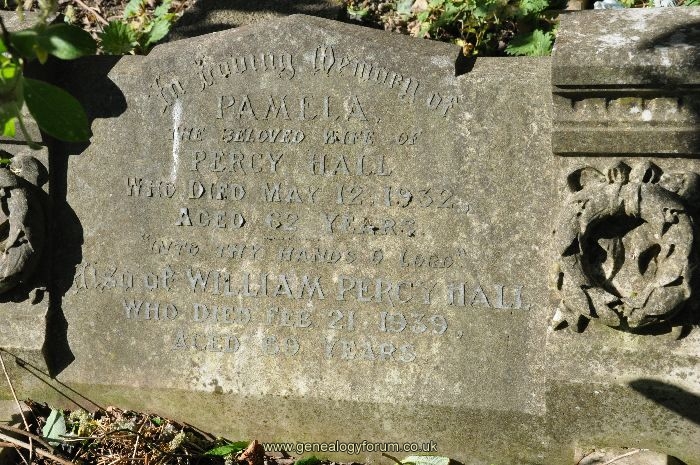 In Loving Memory of
PAMELA.
THE BELOVED WIFE OF
PERCY HALL
WHO DIED MAY 12. 1932,
AGED 62 YEARS.
"INTO THY HANDS O LORD"
Also of WILLIAM PERCY HALL
WHO DIED FEB 21. 1939,
AGED 69 YEARS.
www.genealogyforum.co.uk